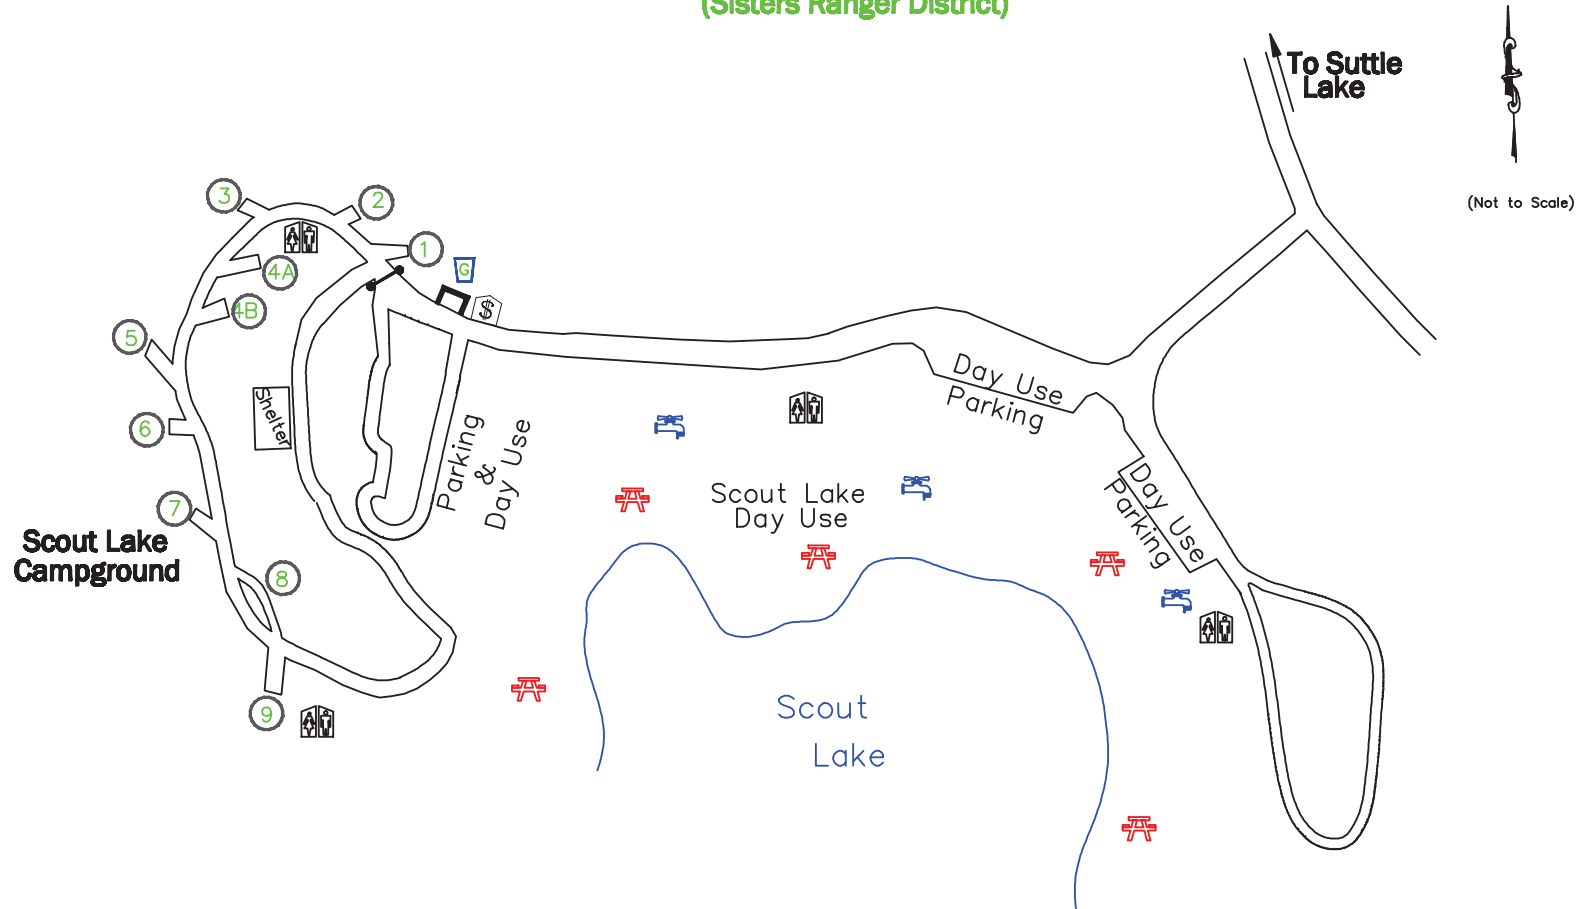 (Sisters Ranger District)
To Suttle
Lake
(Not to Scale)
3
2
1
4A
G
$
4B
5
Shelter
6
7
8
9
Scout Lake
Campground
Parking
&
Day Use
Day Use
Parking
Scout Lake
Day Use
Day Use
Parking
Scout
Lake